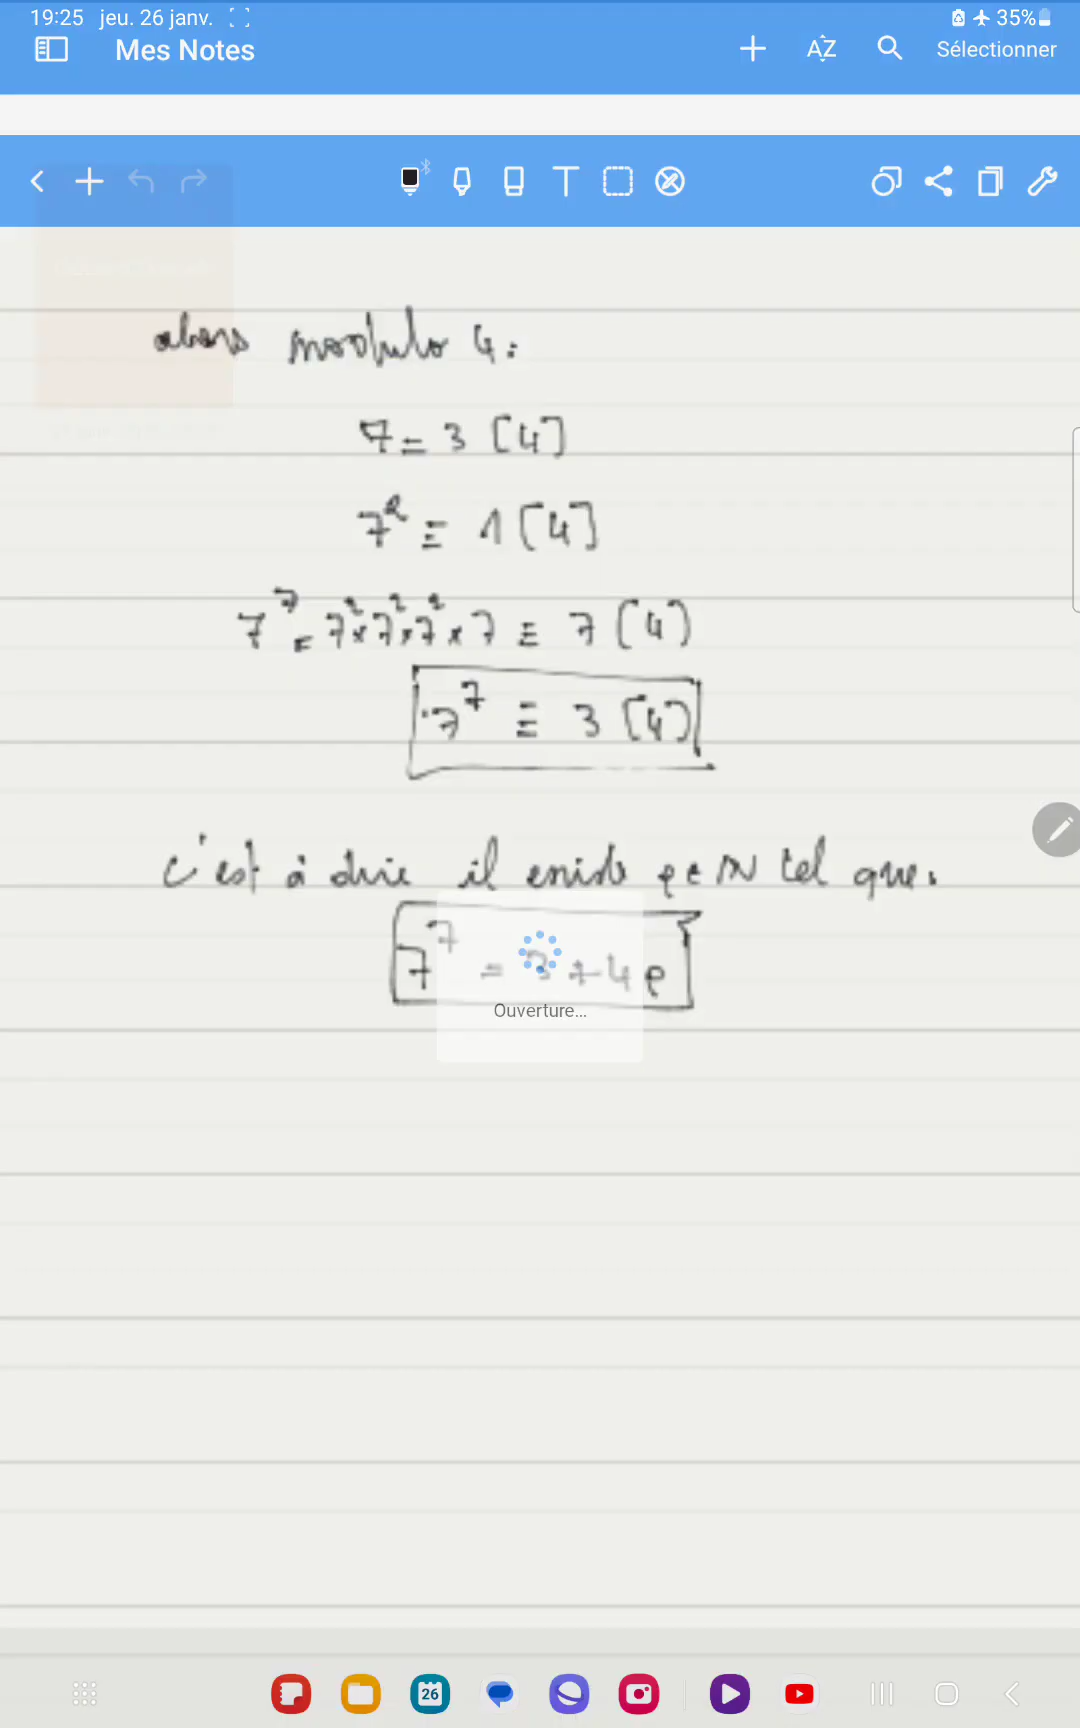 19:25 jeu. 26 janv. 35%
Mes Notes
AZ
Sélectionner
alors modulo 4:
7 ≡ 3 [4]
7² ≡ 1 [4]
7⁷ = 7²×7²×7²×7 ≡ 7 [4]
7⁷ ≡ 3 [4]
c'est à dire il existe p ∈ ℕ tel que.
7⁷ = 3 + 4p
Ouverture...
26